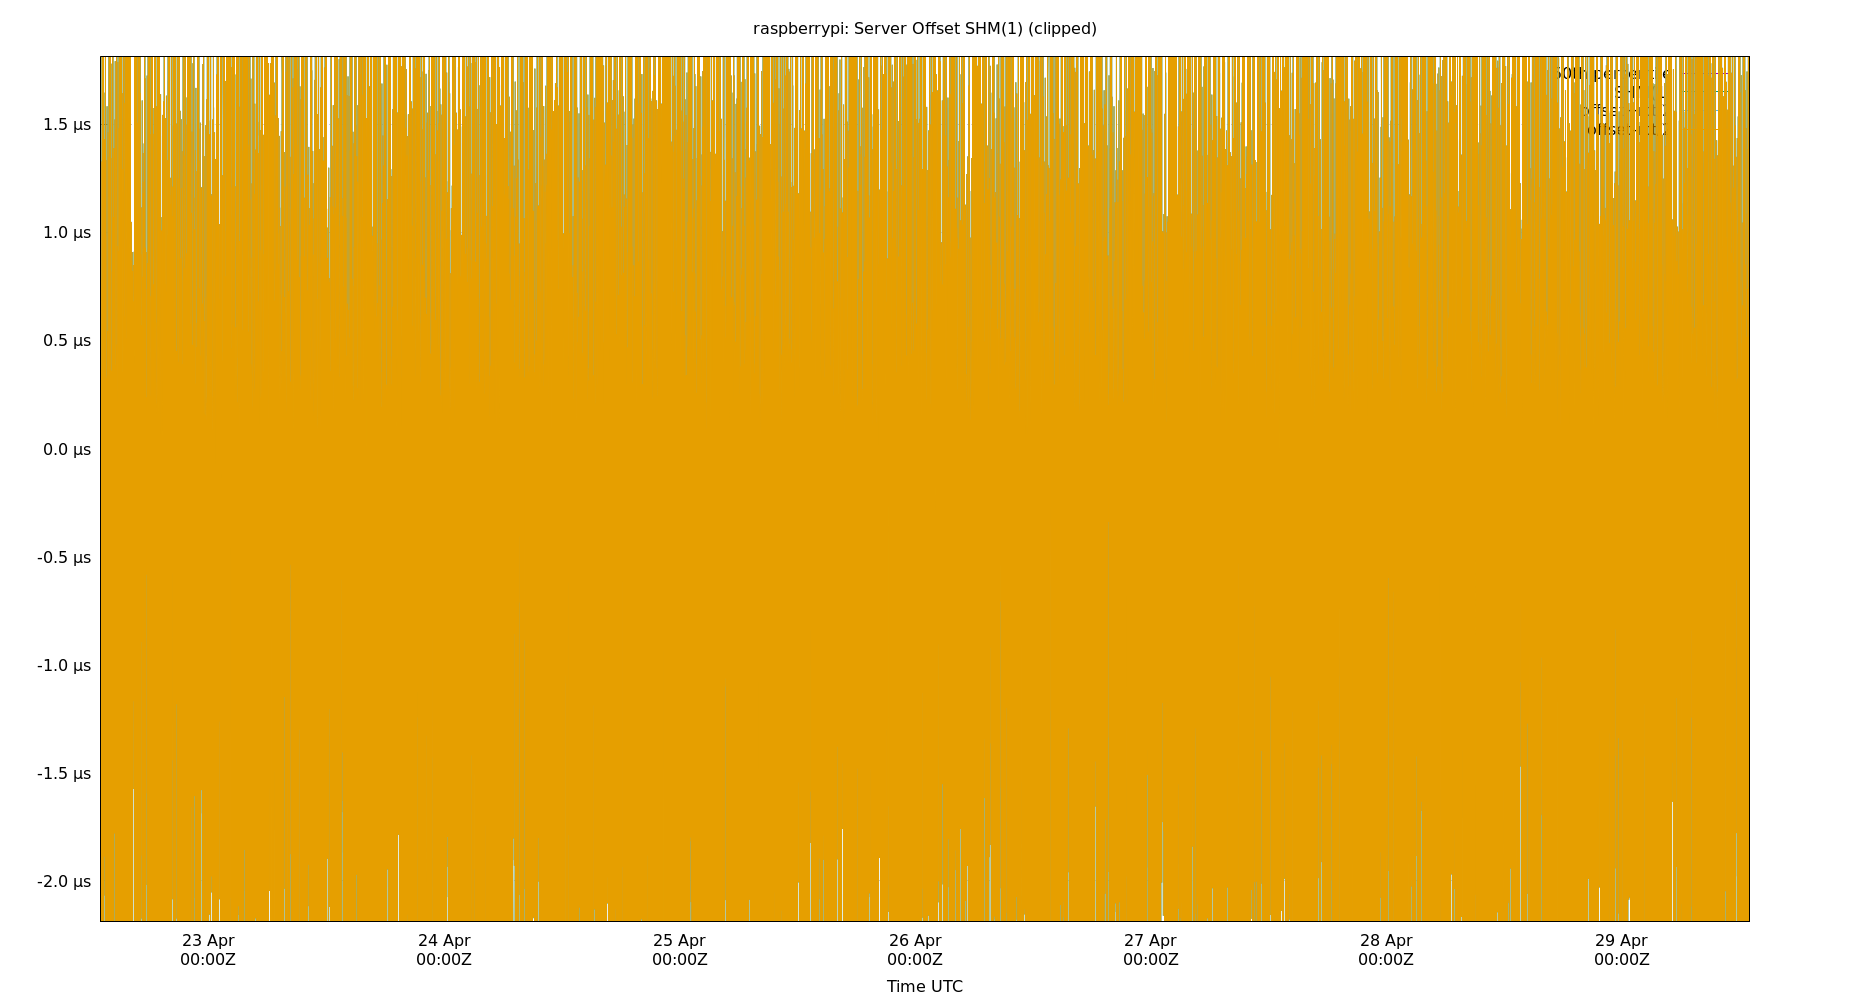 raspberrypi: Server Offset SHM(1) (clipped)
1.5 µs
1.0 µs
0.5 µs
0.0 µs
-0.5 µs
-1.0 µs
-1.5 µs
-2.0 µs
23 Apr 00:00Z
24 Apr 00:00Z
25 Apr 00:00Z
26 Apr 00:00Z
27 Apr 00:00Z
28 Apr 00:00Z
29 Apr 00:00Z
Time UTC